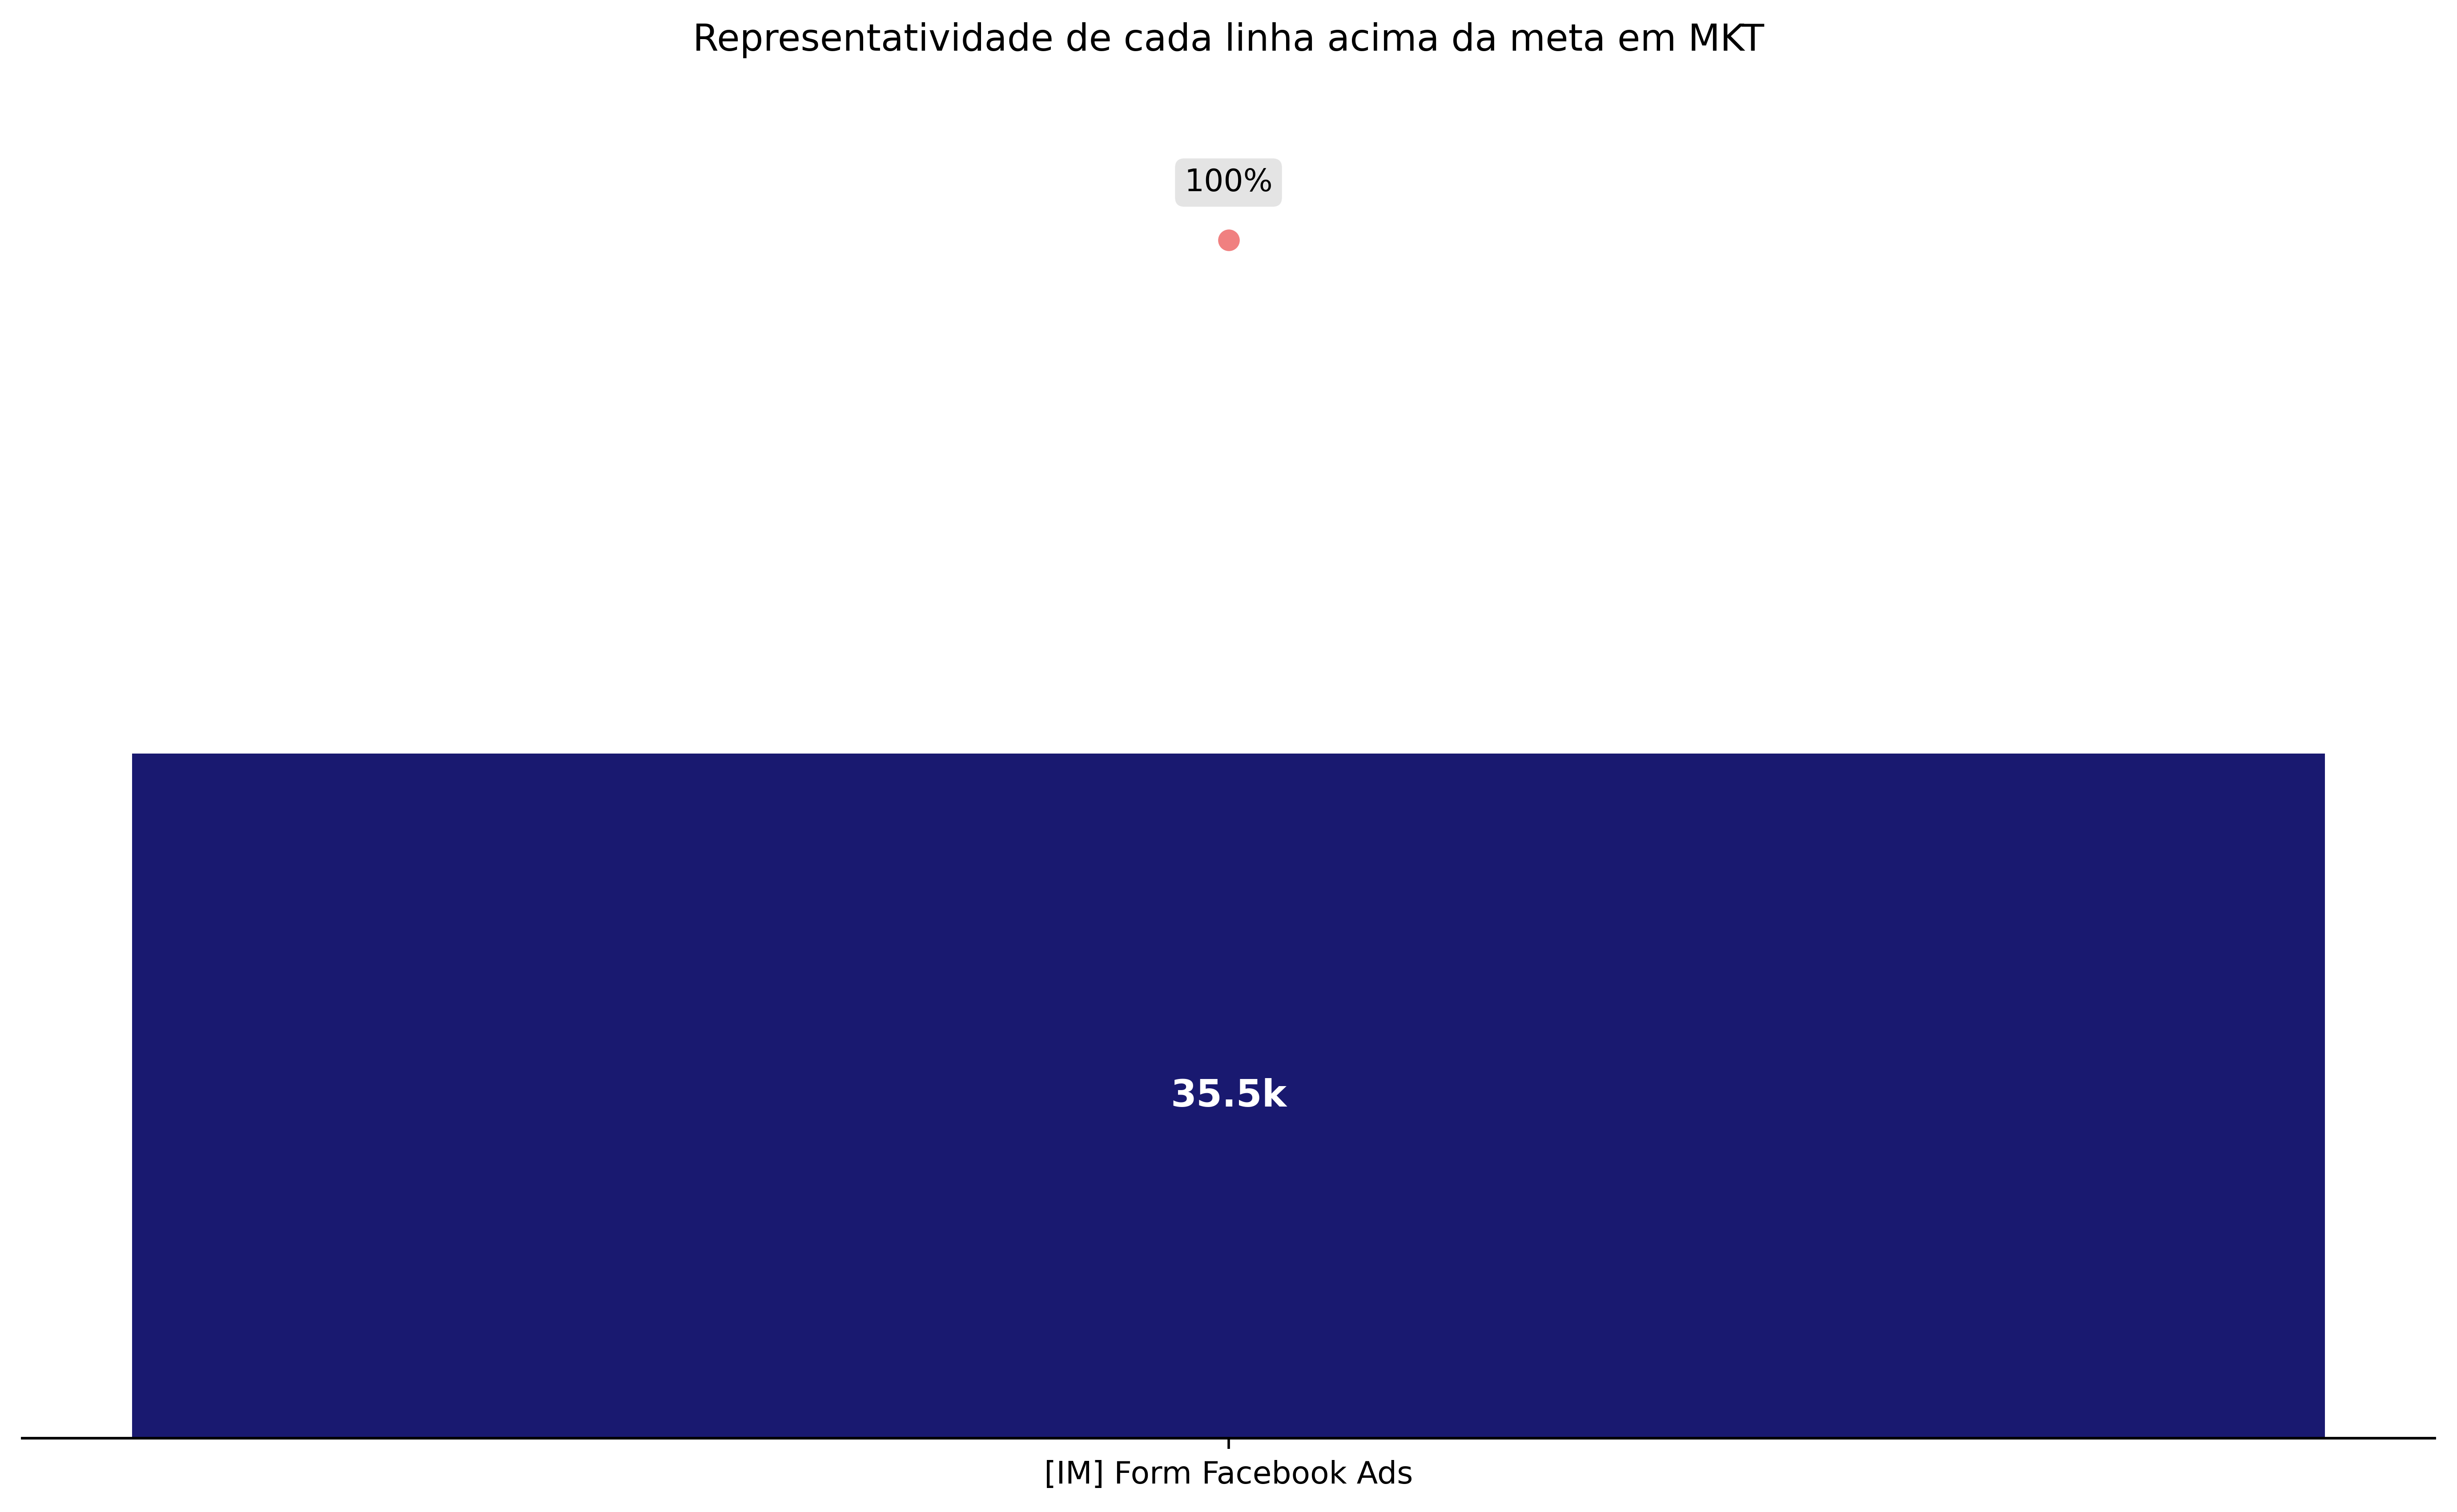 Representatividade de cada linha acima da meta em MKT
100%
35.5k
[IM] Form Facebook Ads